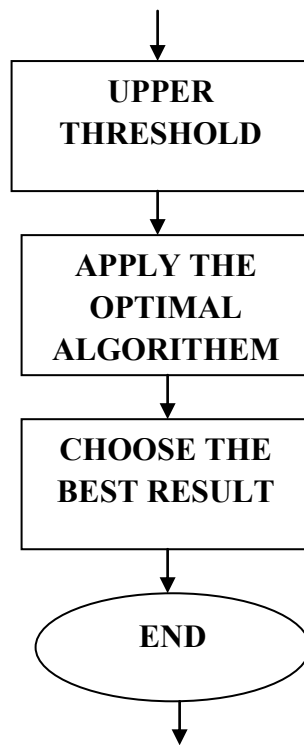 UPPER
THRESHOLD
APPLY THE
OPTIMAL
ALGORITHEM
CHOOSE THE
BEST RESULT
END